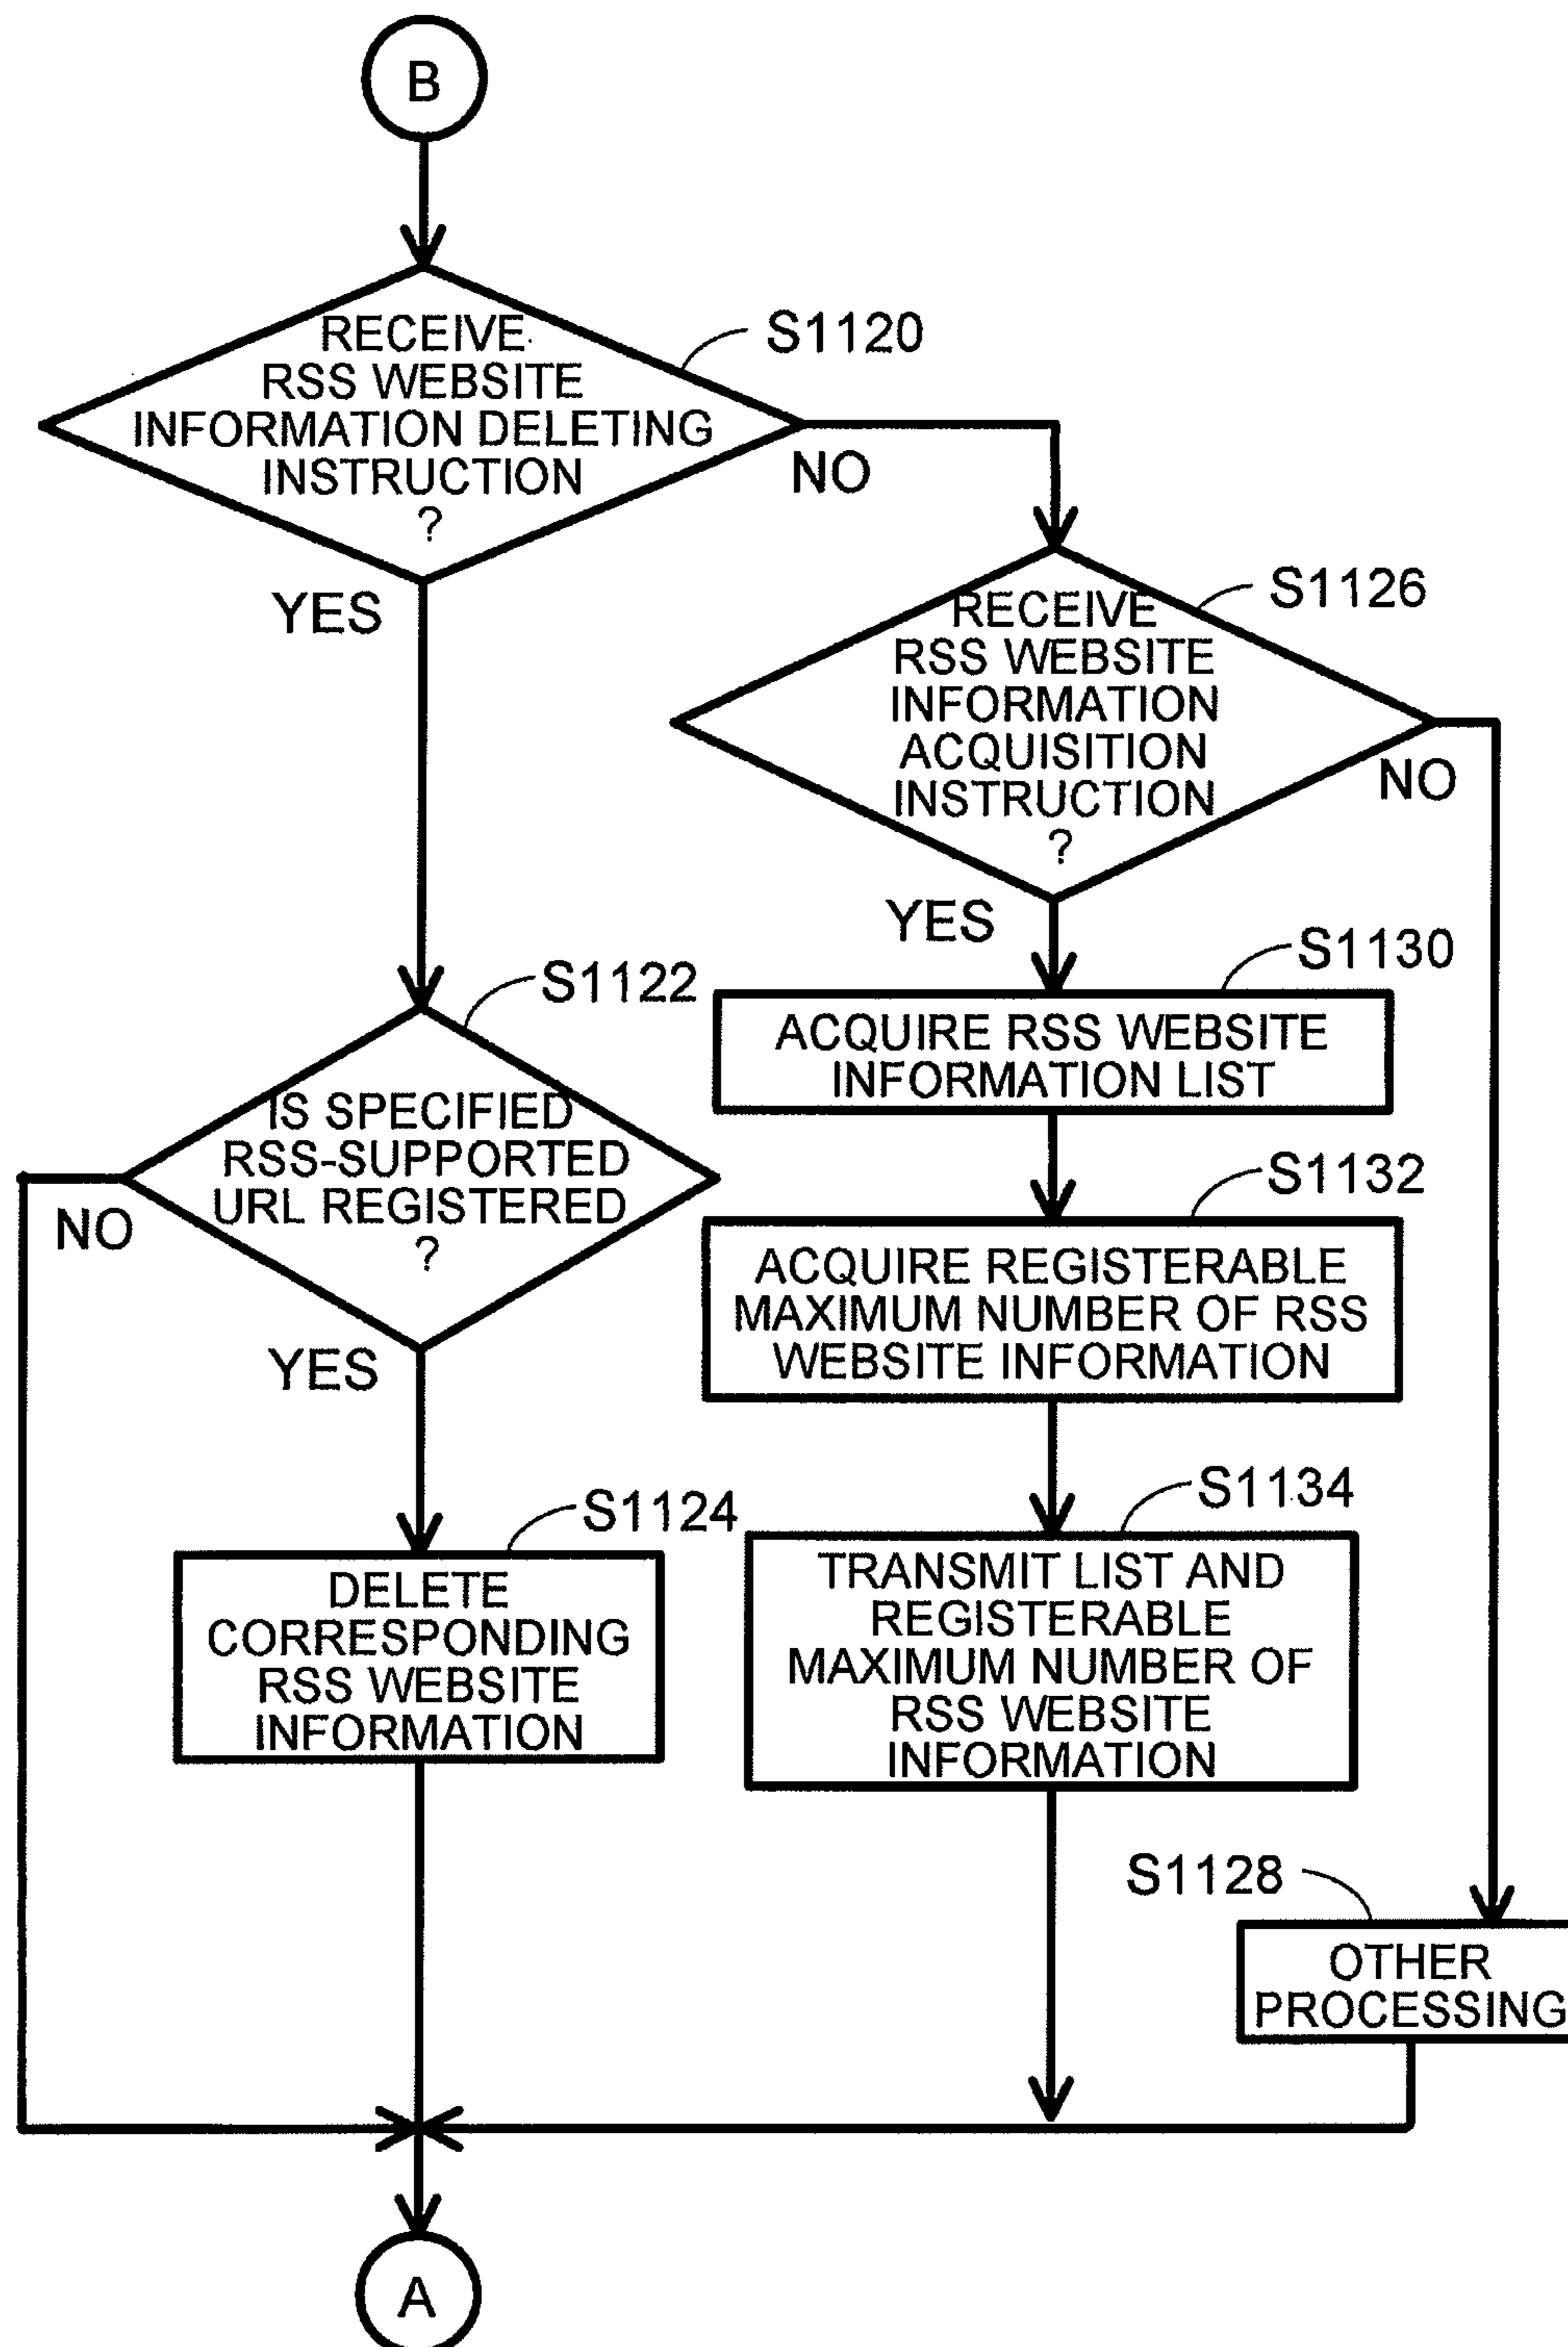 B
RECEIVE
RSS WEBSITE
INFORMATION DELETING
INSTRUCTION
?
S1120
NO
YES
RECEIVE
RSS WEBSITE
INFORMATION
ACQUISITION
INSTRUCTION
?
S1126
NO
YES
S1122
IS SPECIFIED
RSS-SUPPORTED
URL REGISTERED
?
NO
YES
S1130
ACQUIRE RSS WEBSITE
INFORMATION LIST
S1132
ACQUIRE REGISTERABLE
MAXIMUM NUMBER OF RSS
WEBSITE INFORMATION
S1124
DELETE
CORRESPONDING
RSS WEBSITE
INFORMATION
S1134
TRANSMIT LIST AND
REGISTERABLE
MAXIMUM NUMBER OF
RSS WEBSITE
INFORMATION
S1128
OTHER
PROCESSING
A